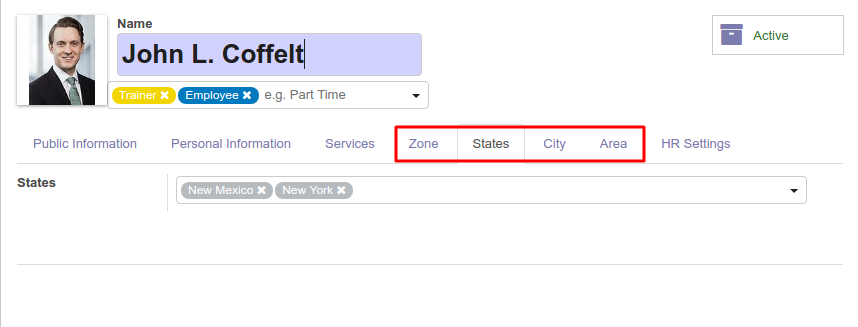 Name
John L. Coffelt
Active
Trainer Employee e.g. Part Time
Public Information Personal Information Services Zone States City Area HR Settings
States New Mexico New York